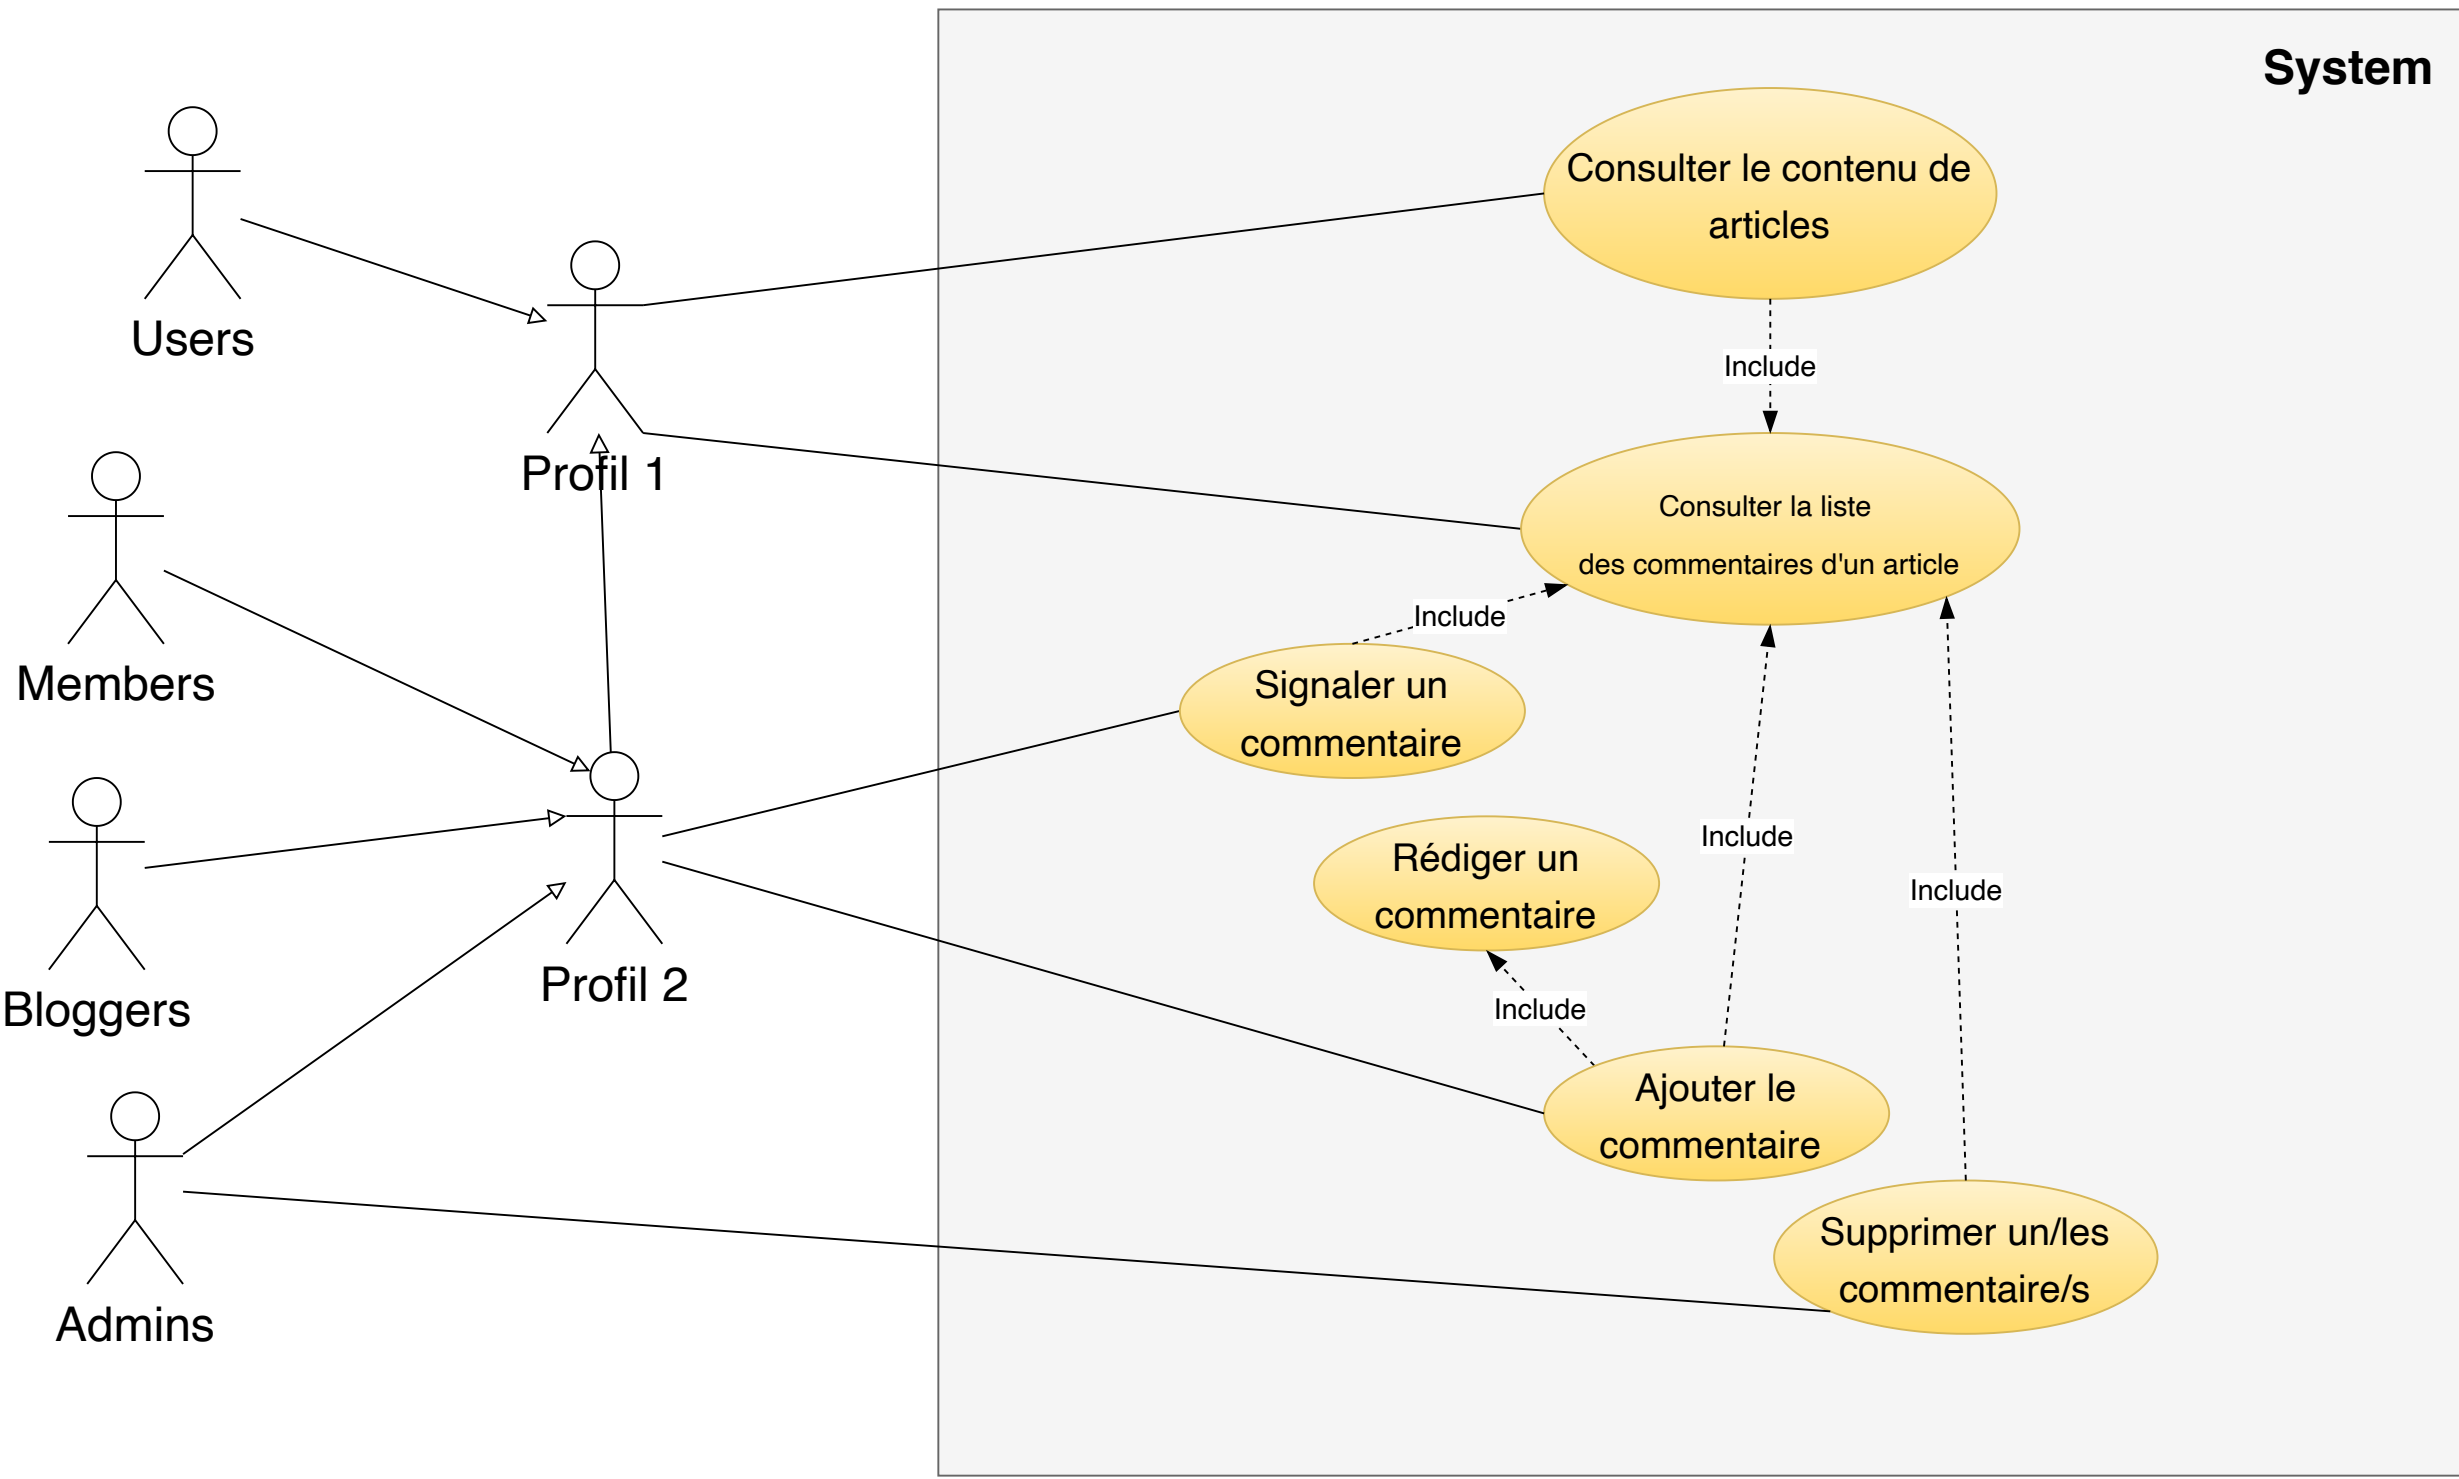 System
Consulter le contenu de
articles
Users
Include
Profil 1
Consulter la liste
des commentaires d'un article
Include
Members
Signaler un
commentaire
Include
Include
Rédiger un
commentaire
Profil 2
Bloggers
Include
Ajouter le
commentaire
Supprimer un/les
commentaire/s
Admins